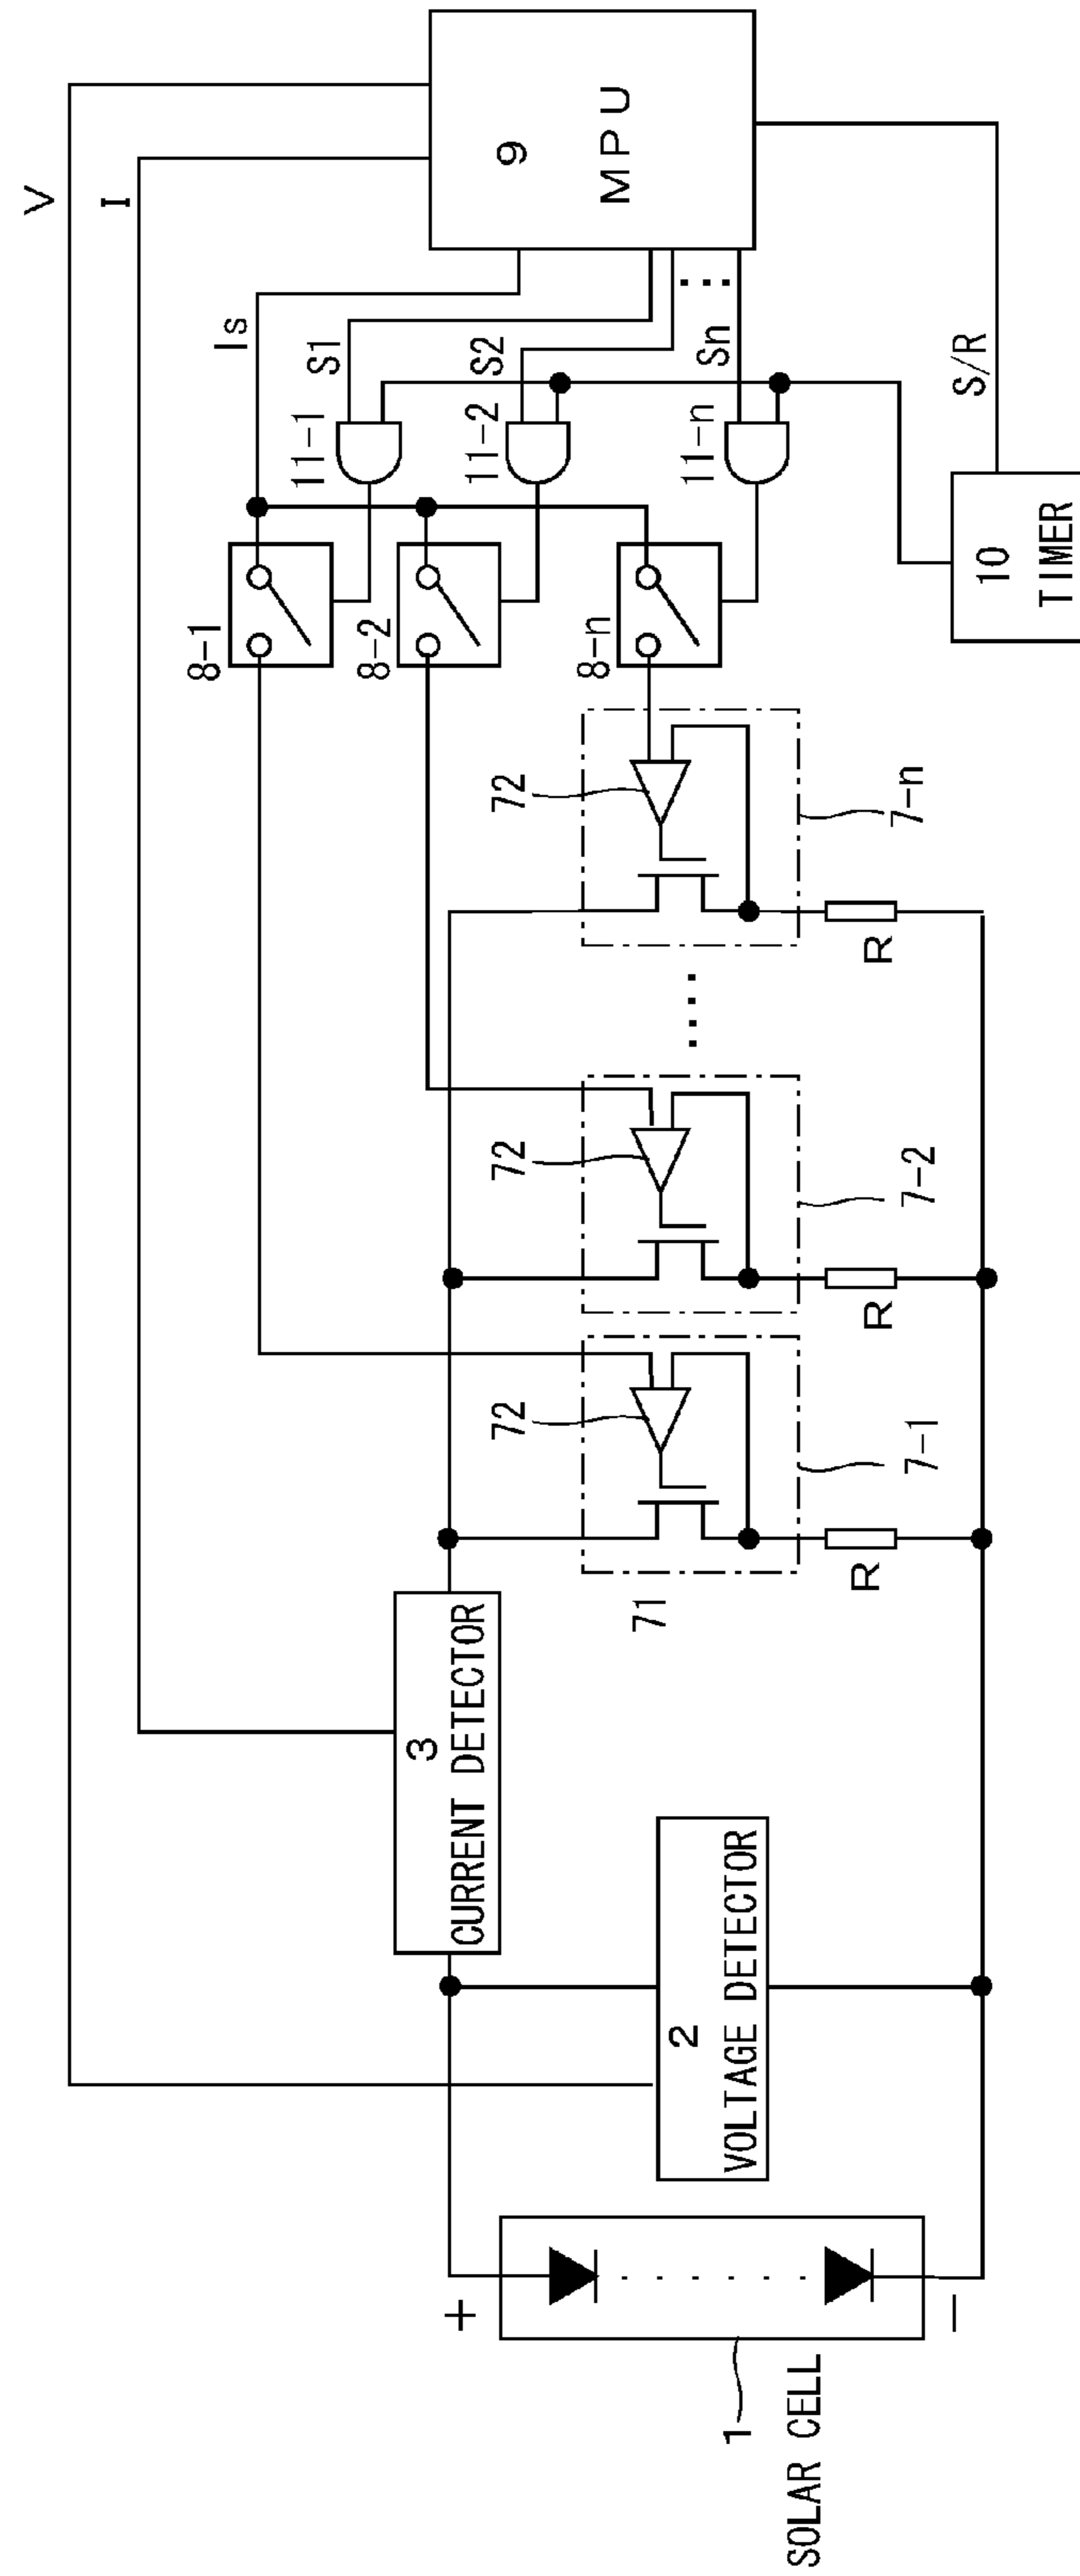 V
I
Is
S1
S2
Sn
9
MPU
11-1
11-2
11-n
8-1
8-2
8-n
S/R
10
TIMER
72
72
72
7-n
7-2
7-1
71
R
R
R
3
CURRENT DETECTOR
2
VOLTAGE DETECTOR
+
−
1
SOLAR CELL